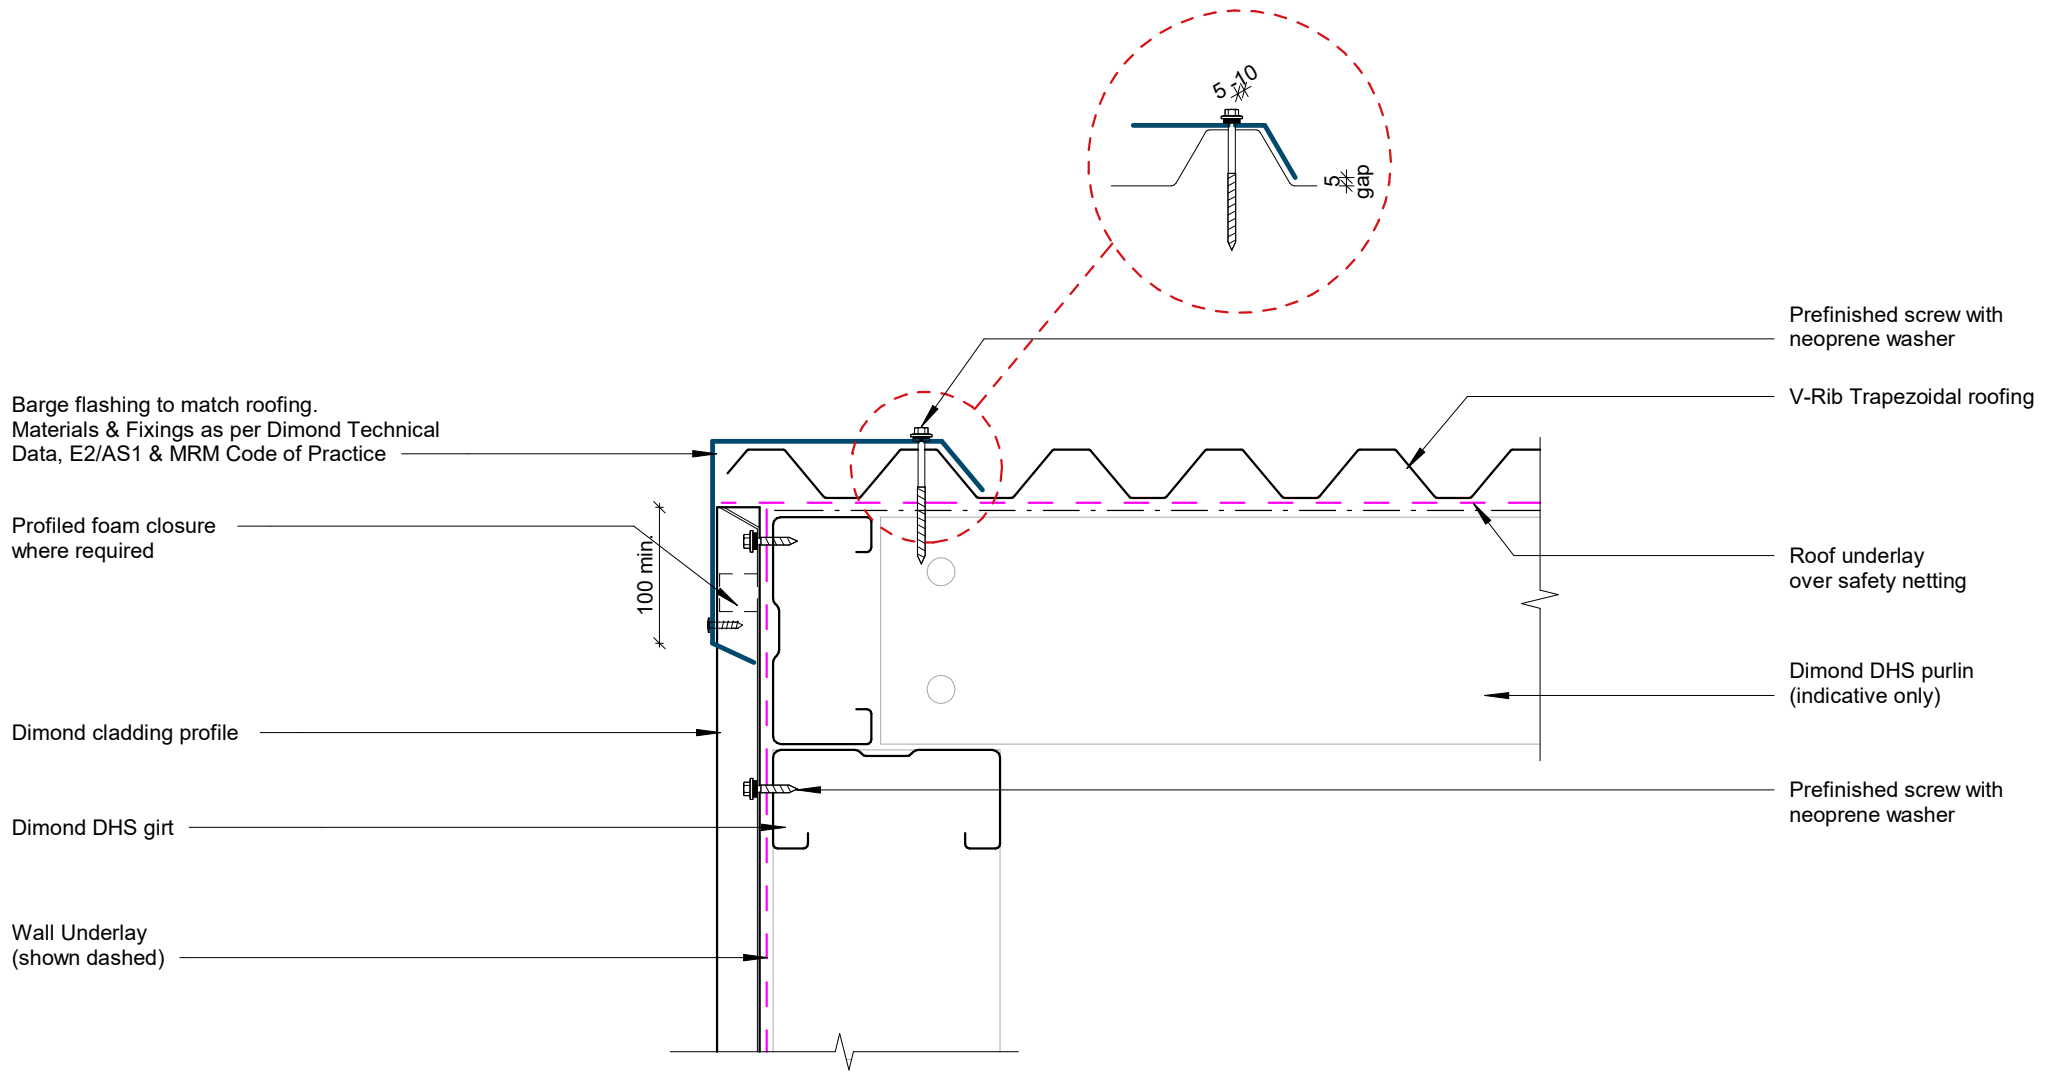 5 -10
5
gap
Prefinished screw with
neoprene washer
V-Rib Trapezoidal roofing
Barge flashing to match roofing.
Materials & Fixings as per Dimond Technical
Data, E2/AS1 & MRM Code of Practice
Profiled foam closure
where required
100 min.
Roof underlay
over safety netting
Dimond DHS purlin
(indicative only)
Dimond cladding profile
Prefinished screw with
neoprene washer
Dimond DHS girt
Wall Underlay
(shown dashed)